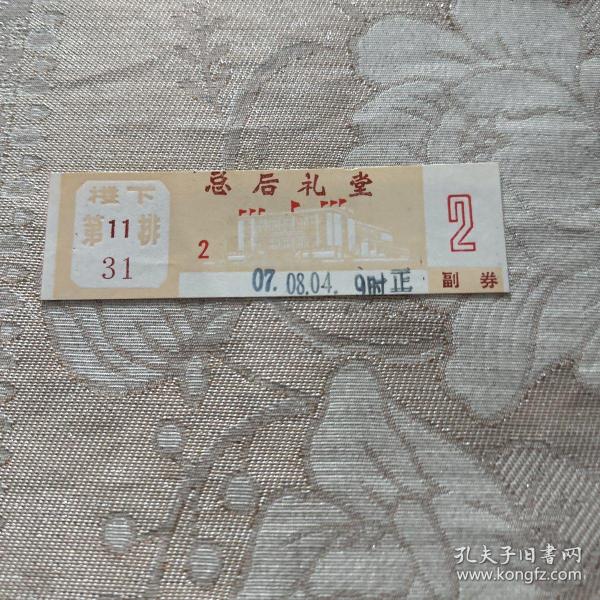 总后礼堂
楼下
第11排
31
2
07.08.04. 9时正
2
副券
孔夫子旧书网
www.kongfz.com